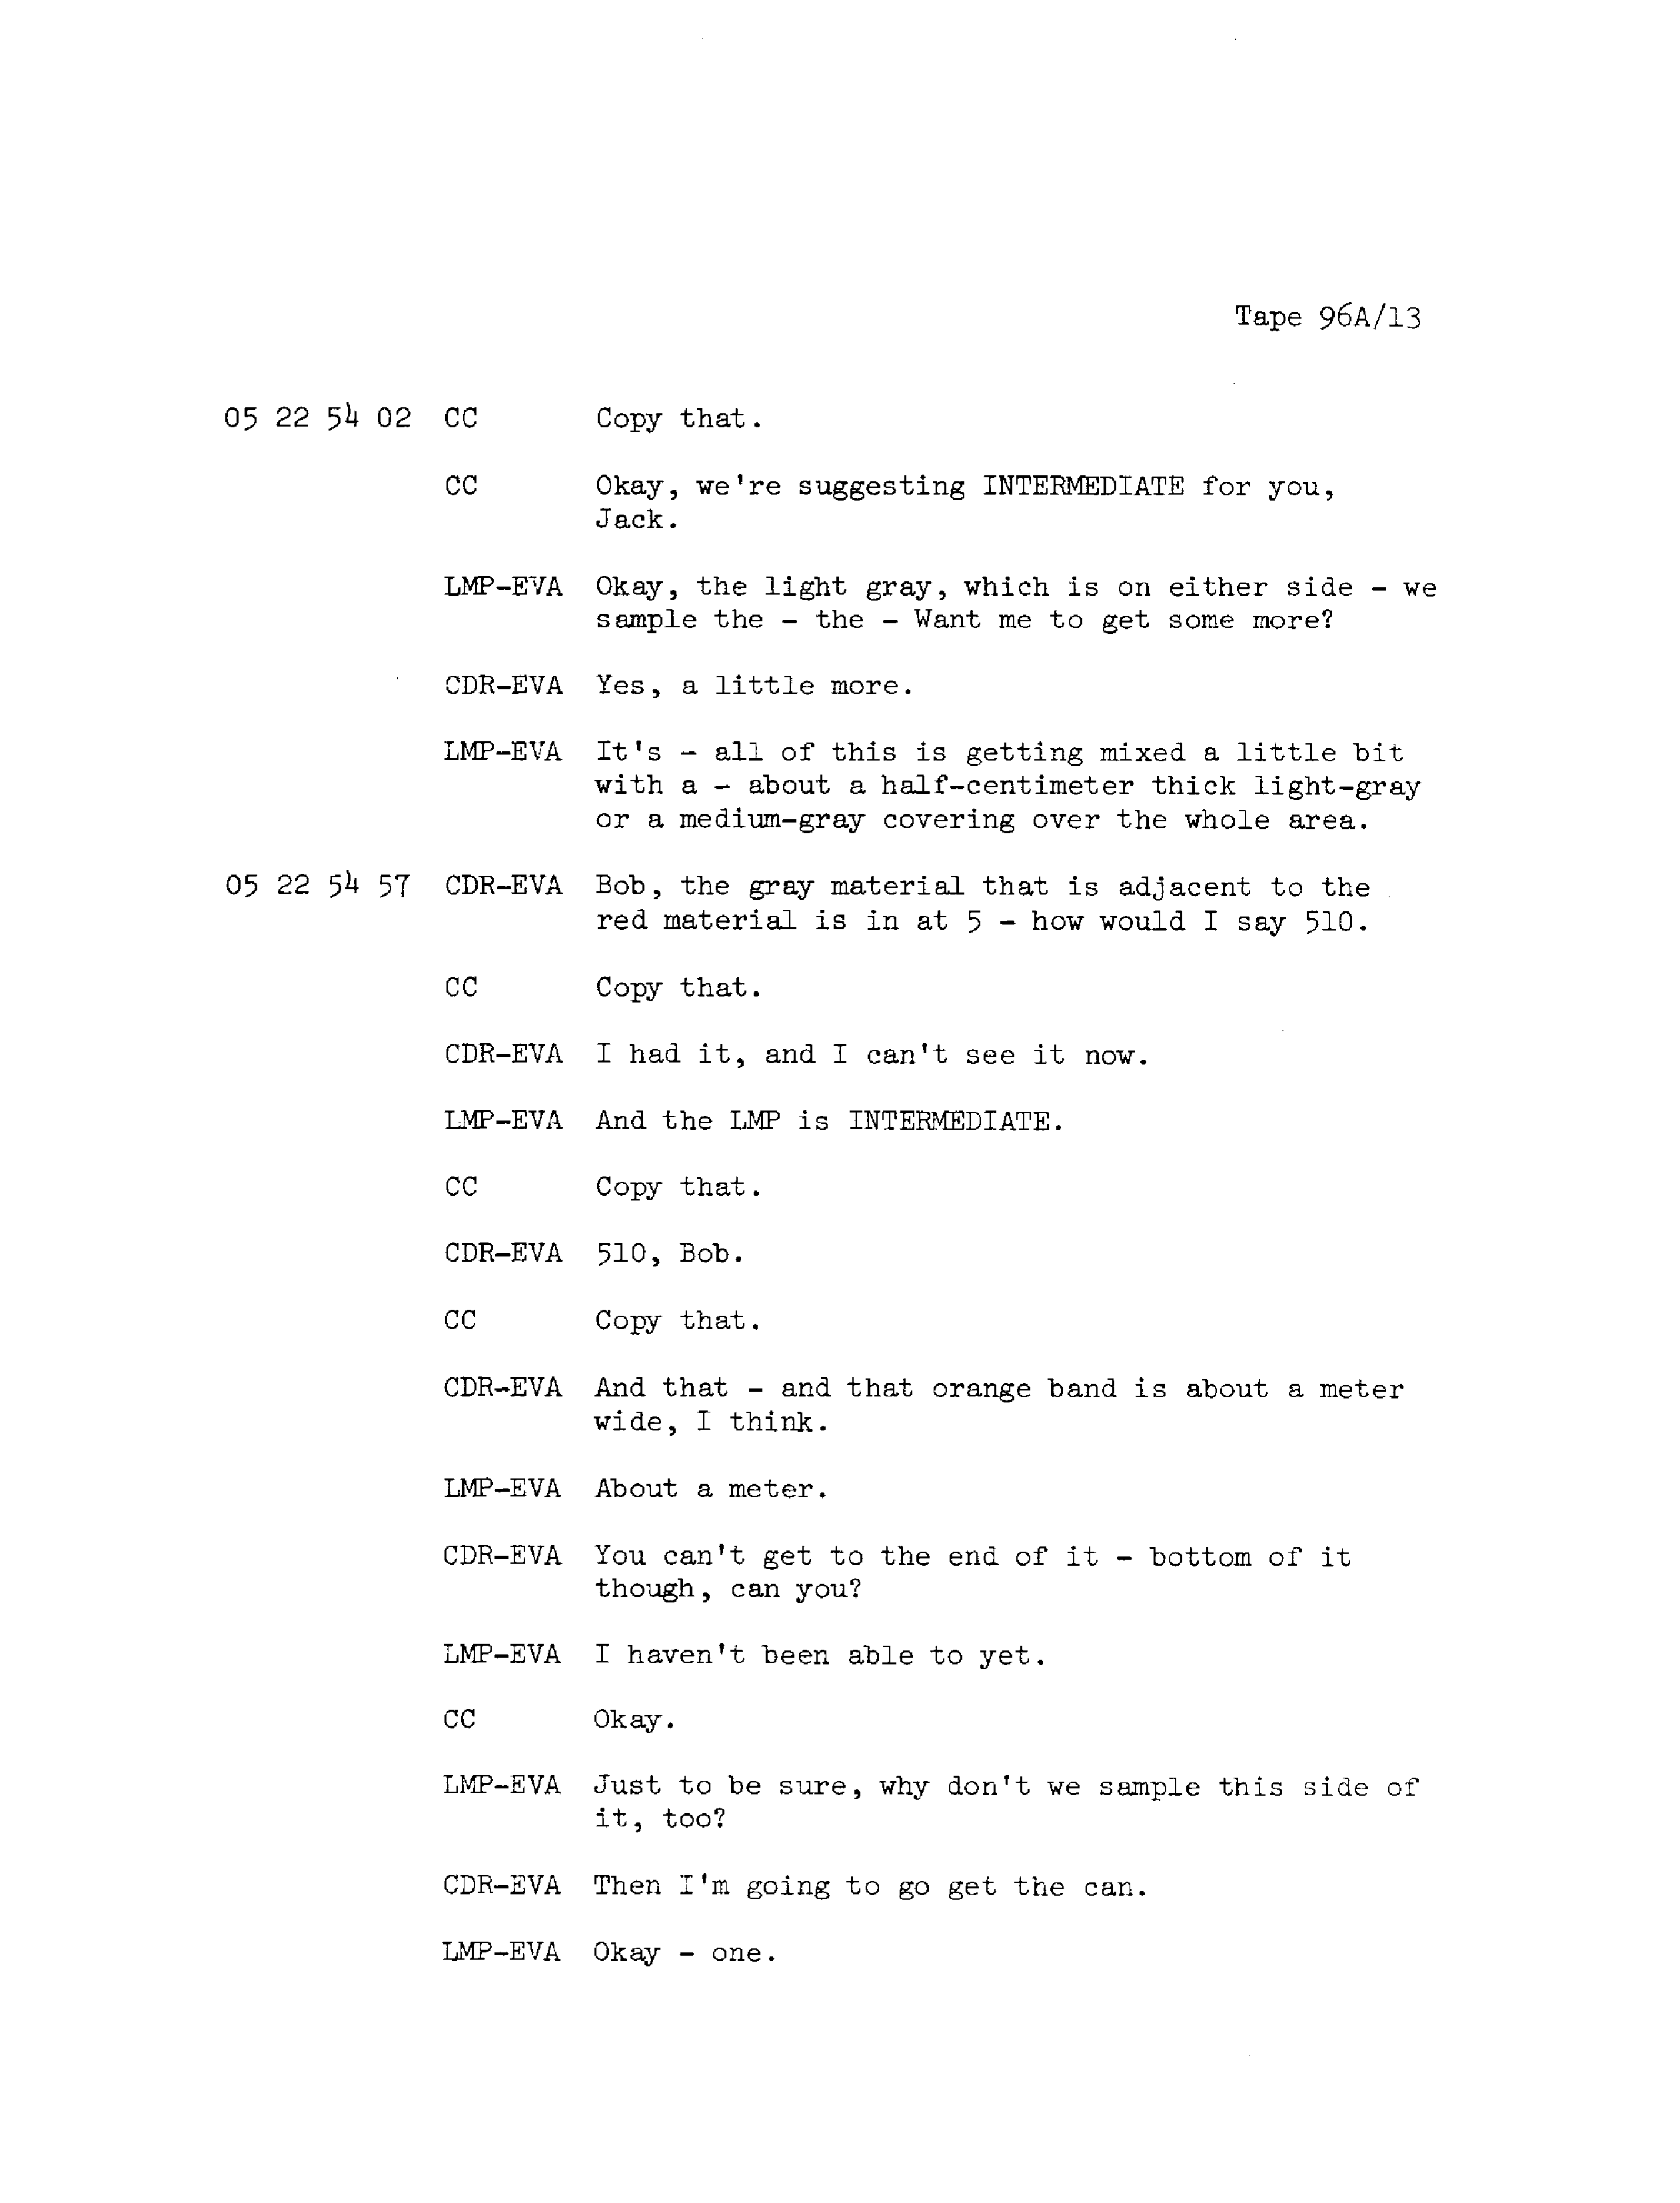 Tape 96A/13
05 22 54 02 CC Copy that.
CC Okay, we're suggesting INTERMEDIATE for you,
Jack.
LMP-EVA Okay, the light gray, which is on either side - we
sample the - the - Want me to get some more?
CDR-EVA Yes, a little more.
LMP-EVA It's - all of this is getting mixed a little bit
with a - about a half-centimeter thick light-gray
or a medium-gray covering over the whole area.
05 22 54 57 CDR-EVA Bob, the gray material that is adjacent to the
red material is in at 5 - how would I say 510.
CC Copy that.
CDR-EVA I had it, and I can't see it now.
LMP-EVA And the LMP is INTERMEDIATE.
CC Copy that.
CDR-EVA 510, Bob.
CC Copy that.
CDR-EVA And that - and that orange band is about a meter
wide, I think.
LMP-EVA About a meter.
CDR-EVA You can't get to the end of it - bottom of it
though, can you?
LMP-EVA I haven't been able to yet.
CC Okay.
LMP-EVA Just to be sure, why don't we sample this side of
it, too?
CDR-EVA Then I'm going to go get the can.
LMP-EVA Okay - one.